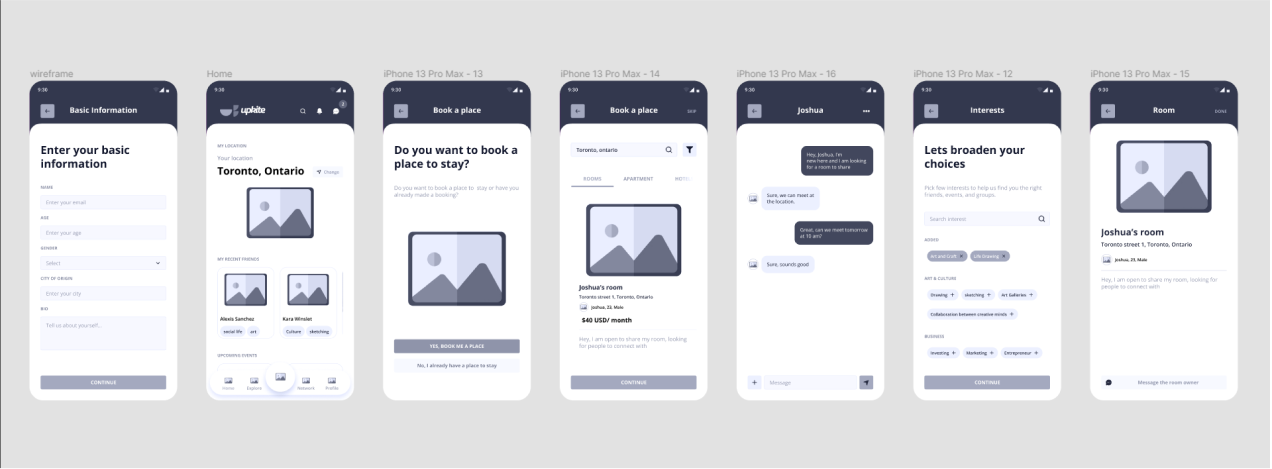 wireframe
9:30
Basic Information
Enter your basic
information
NAME
Enter your email
AGE
Enter your age
GENDER
Select
CITY OF ORIGIN
Enter your city
BIO
Tell us about yourself...
CONTINUE
Home
9:30
uplote
2
MY LOCATION
Your location
Toronto, Ontario
Change
MY RECENT FRIENDS
Alexis Sanchez
social life
art
Kara Winslet
Culture
sketching
UPCOMING EVENTS
Home
Explore
Network
Profile
iPhone 13 Pro Max - 13
9:30
Book a place
Do you want to book a
place to stay?
Do you want to book a place to stay or have you
already made a booking?
YES, BOOK ME A PLACE
No, I already have a place to stay
iPhone 13 Pro Max - 14
9:30
Book a place
SKIP
Toronto, ontario
ROOMS
APARTMENT
HOTE
Joshua's room
Toronto street 1, Toronto, Ontario
Joshua, 23, Male
$40 USD/ month
Hey, I am open to share my room, looking
for people to connect with
CONTINUE
iPhone 13 Pro Max - 16
9:30
Joshua
Hey, Joshua, I'm
new here and I am looking
for a room to share
Sure, we can meet at
the location.
Great, can we meet tomorrow
at 10 am?
Sure, sounds good
Message
iPhone 13 Pro Max - 12
9:30
Interests
Lets broaden your
choices
Pick few interests to help us find you the right
friends, events, and groups.
Search interest
ADDED
Art and Craft ×
Life Drawing ×
ART & CULTURE
Drawing +
sketching +
Art Galleries +
Collaboration between creative minds +
BUSINESS
Investing +
Marketing +
Entrepreneur +
CONTINUE
iPhone 13 Pro Max - 15
9:30
Room
DONE
Joshua's room
Toronto street 1, Toronto, Ontario
Joshua, 23, Male
Hey, I am open to share my room, looking for
people to connect with
Message the room owner